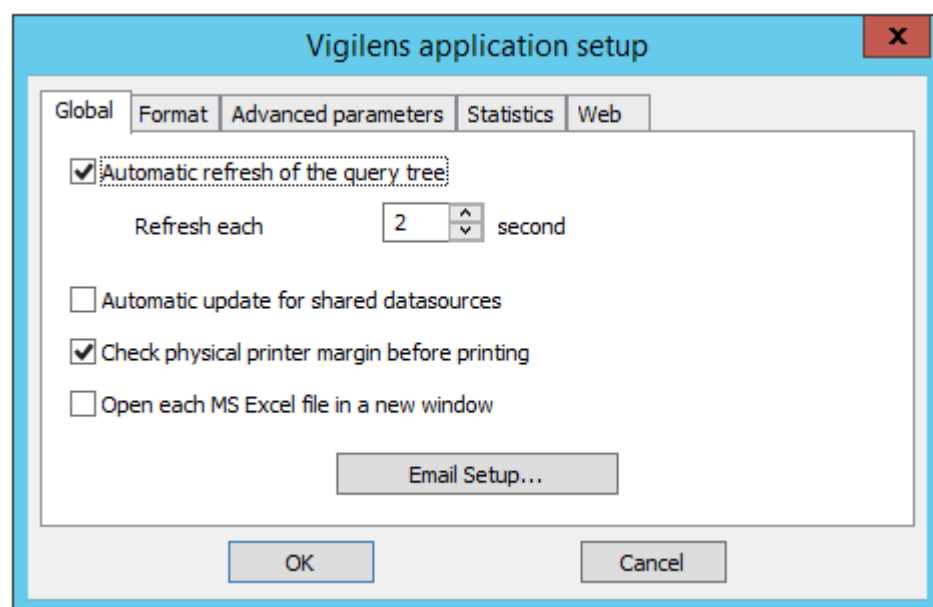 Vigilens application setup
x
Global Format Advanced parameters Statistics Web
Automatic refresh of the query tree
Refresh each 2 second
Automatic update for shared datasources
Check physical printer margin before printing
Open each MS Excel file in a new window
Email Setup...
OK Cancel